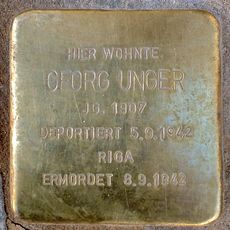 HIER WOHNTE
GEORG UNGER
JG. 1907
DEPORTIERT 5.9.1942
RIGA
ERMORDET 8.9.1942